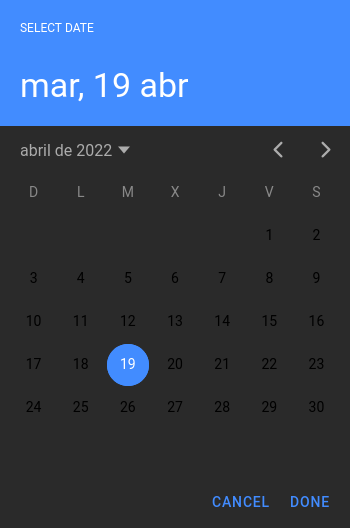 SELECT DATE
mar, 19 abr
abril de 2022
D L M X J V S
1 2
3 4 5 6 7 8 9
10 11 12 13 14 15 16
17 18 19 20 21 22 23
24 25 26 27 28 29 30
CANCEL DONE